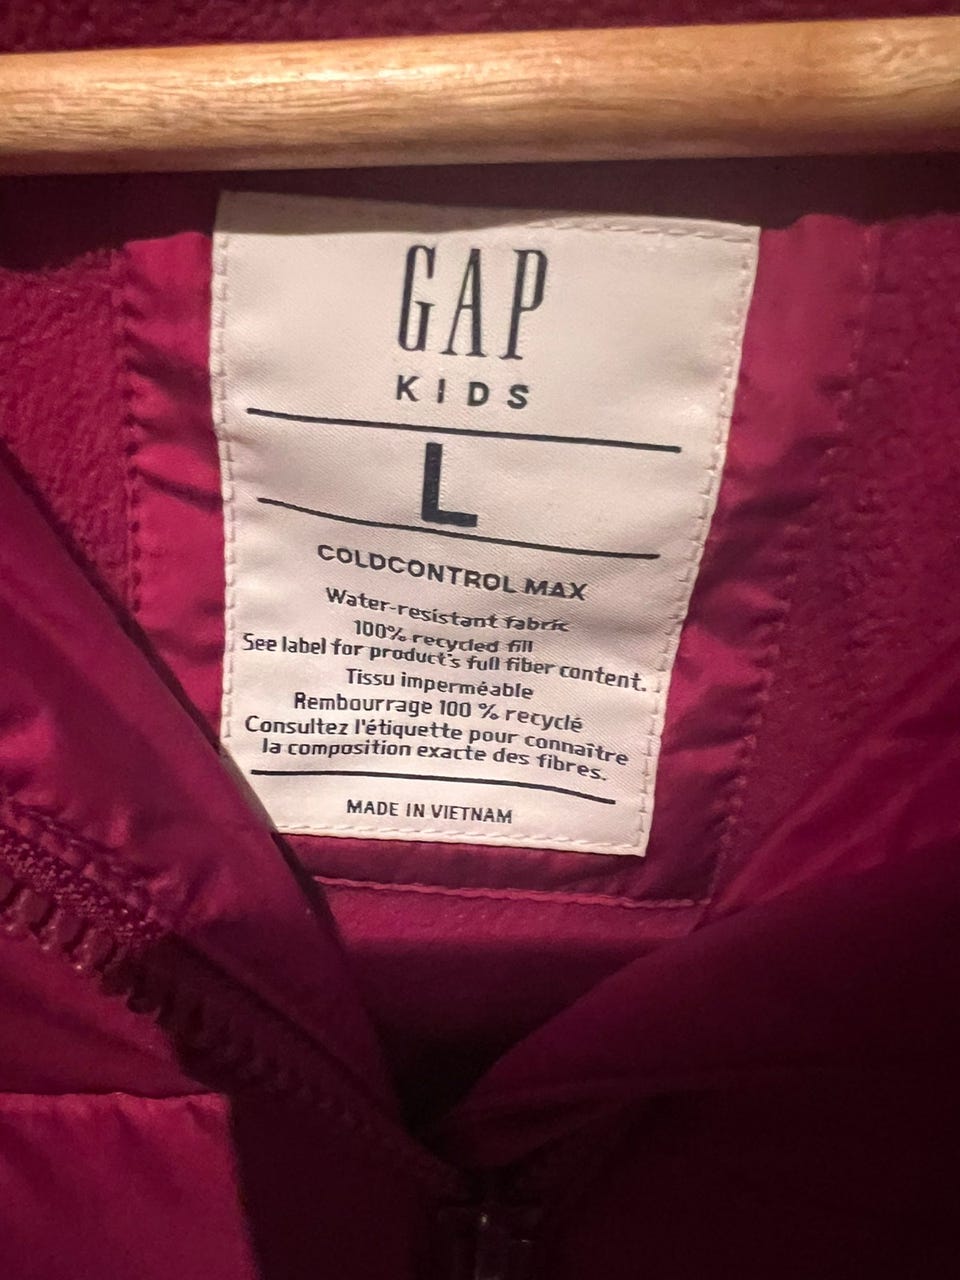 GAP
KIDS
L
COLDCONTROL MAX
Water-resistant fabric
100% recycled fill
See label for product's full fiber content.
Tissu imperméable
Rembourrage 100 % recyclé
Consultez l'étiquette pour connaître
la composition exacte des fibres.
MADE IN VIETNAM